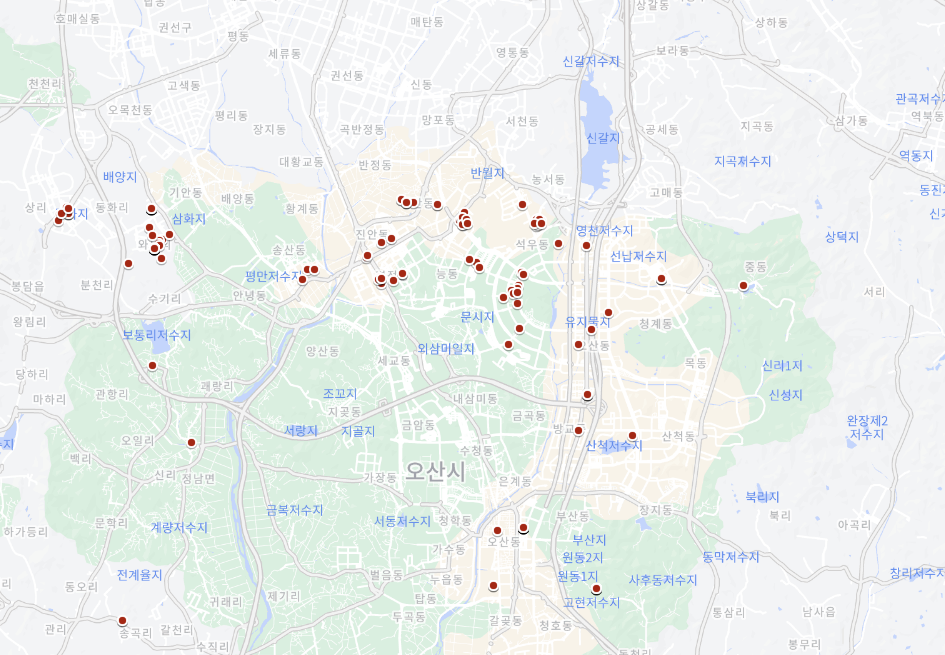 호매실동
권선구
매탄동
상갈동
상하동
평동
세류동
영통동
보라동
신갈저수지
천천리
고색동
권선동
신동
관곡저수지
오목천동
평리동
장지동
곡반정동
망포동
서천동
신갈지
공세동
지곡동
삼가동
역북동
배양지
대황교동
반정동
반월지
농서동
지곡저수지
역동지
기안동
배양동
고매동
동진
상리
동화리
삼화지
황계동
진안동
석우동
영천저수지
상덕지
송산동
선납저수지
평만저수지
능동
중동
봉담읍
분천리
수기리
안녕동
서리
왕림리
보통리저수지
문시지
유지묵지
청계동
양산동
외삼미일지
세교동
산동
목동
신리1지
당하리
괘랑리
관항리
조꼬지
내삼미동
신성지
마하리
지곶동
금암동
금곡동
완장제2
저수지
오일리
서랑지
지골지
방교
산척동
산척저수지
수청동
백리
신리
정남면
가장동
오산시
은계동
북리지
금복저수지
문학리
계량저수지
서동저수지
청학동
부산동
장지동
북리
아곡리
하가등리
오산동
부산지
가수동
원동2지
동막저수지
전계울지
벌음동
누읍동
원동1지
사후동저수지
창리저수지
동오리
귀래리
제기리
탑동
고현저수지
두곡동
갈곶동
청호동
통삼리
남사읍
관리
송곡리
갈천리
수직리
봉무리